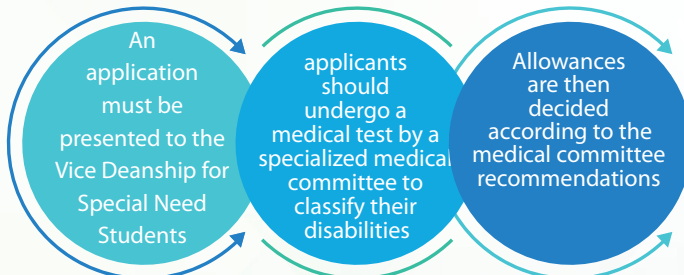 An
application
must be
presented to the
Vice Deanship for
Special Need
Students
applicants
should
undergo a
medical test by a
specialized medical
committee to
classify their
disabilities
Allowances
are then
decided
according to the
medical committee
recommendations